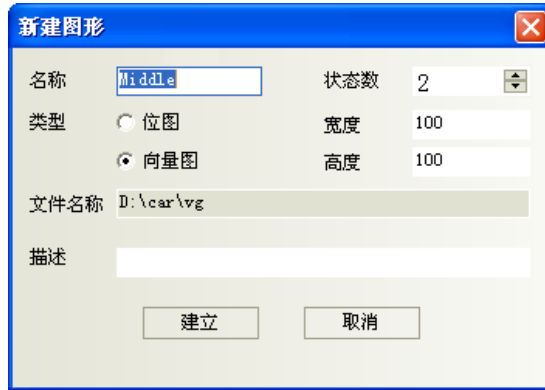 新建图形
名称 Middle 状态数 2
类型 位图 宽度 100
向量图 高度 100
文件名称 D:\car\vg
描述
建立 取消